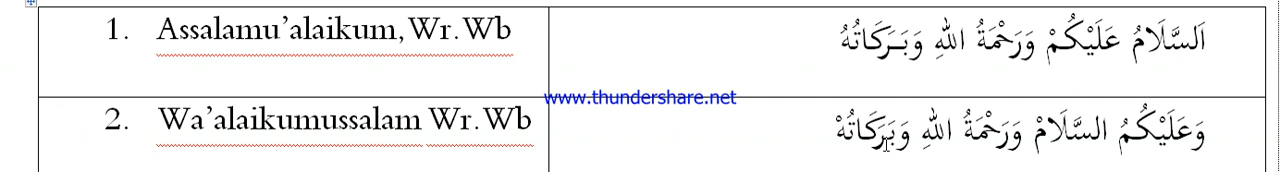 1. Assalamu’alaikum, Wr. Wb
اَلسَّلَامُ عَلَيْكُمْ وَرَحْمَةُ اللهِ وَبَـرَكَاتُهُ
www.thundershare.net
2. Wa’alaikumussalam Wr. Wb
وَعَلَيْكُمُ السَّلَامْ وَرَحْمَةُ اللهِ وَبَرَكَاتُهْ